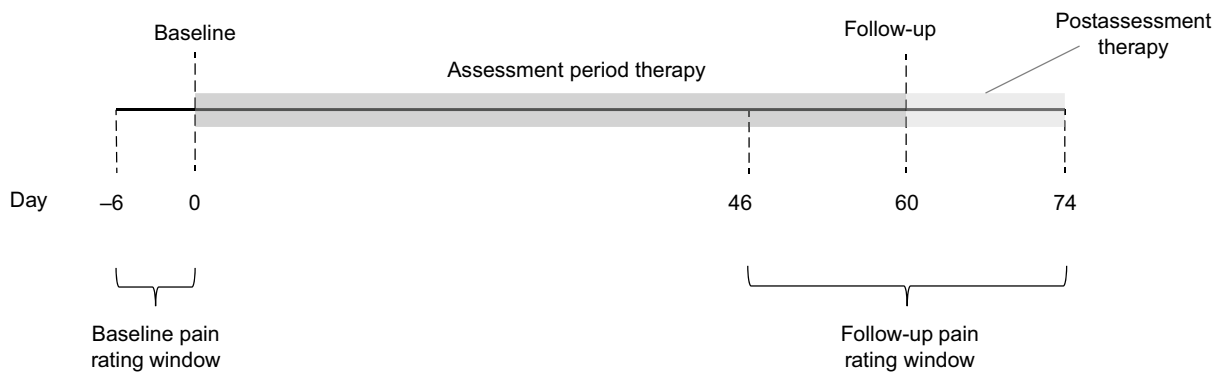 Postassessment
therapy
Baseline
Follow-up
Assessment period therapy
Day –6 0 46 60 74
Baseline pain
rating window
Follow-up pain
rating window